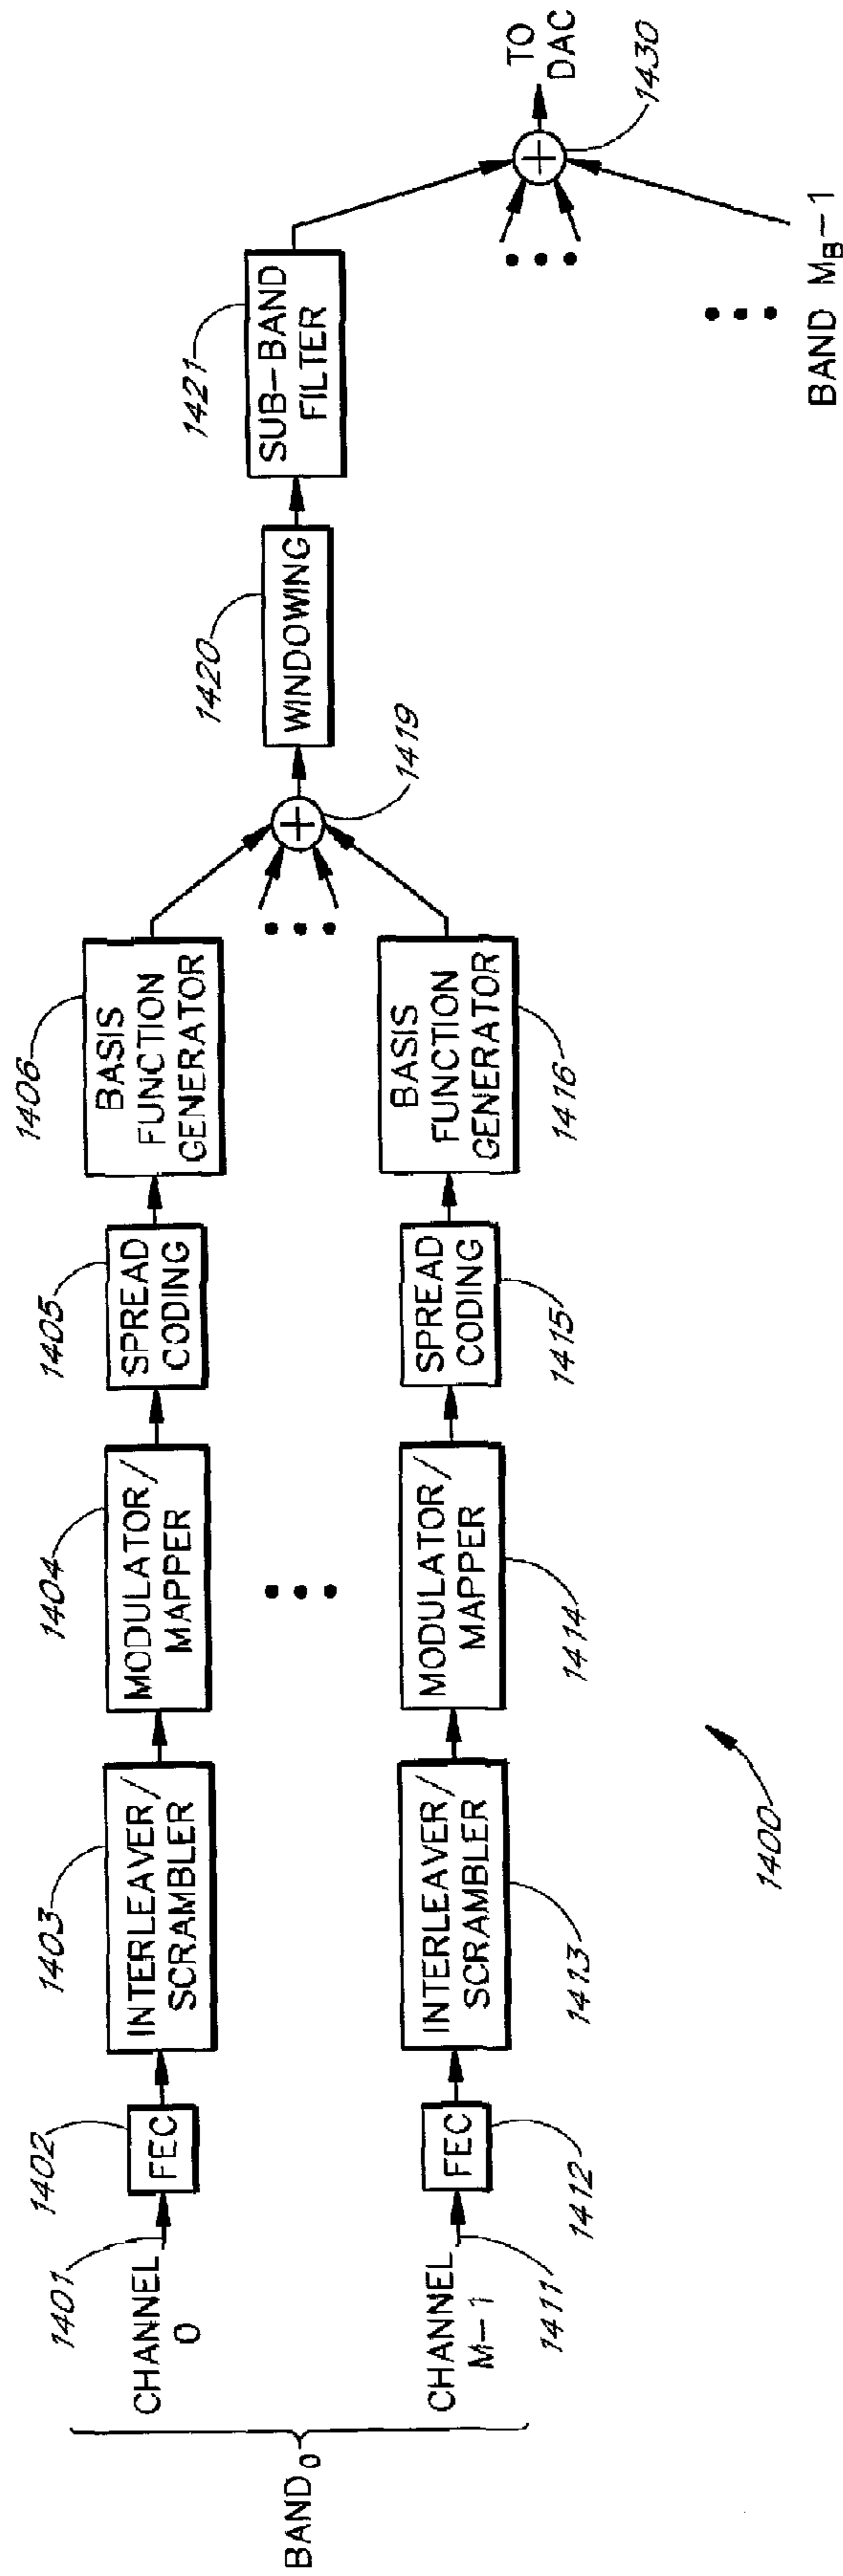 BAND0
CHANNEL
0
1401
FEC
1402
INTERLEAVER/
SCRAMBLER
1403
MODULATOR/
MAPPER
1404
SPREAD
CODING
1405
BASIS
FUNCTION
GENERATOR
1406
CHANNEL
M-1
1411
FEC
1412
INTERLEAVER/
SCRAMBLER
1413
MODULATOR/
MAPPER
1414
SPREAD
CODING
1415
BASIS
FUNCTION
GENERATOR
1416
+
1419
WINDOWING
1420
SUB-BAND
FILTER
1421
+
1430
TO
DAC
BAND MB-1
1400